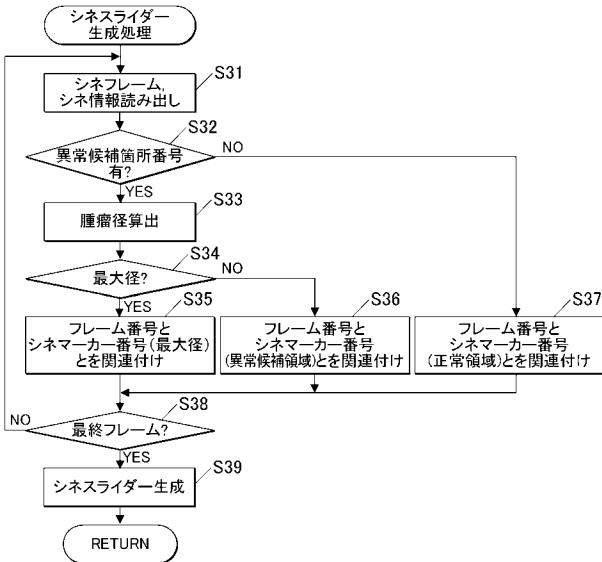 シネスライダー
生成処理
S31
シネフレーム,
シネ情報読み出し
S32
異常候補箇所番号
有?
NO
YES
S33
腫瘤径算出
S34
最大径?
NO
YES
S35
フレーム番号と
シネマーカー番号(最大径)
とを関連付け
S36
フレーム番号と
シネマーカー番号
(異常候補領域)とを関連付け
S37
フレーム番号と
シネマーカー番号
(正常領域)とを関連付け
S38
最終フレーム?
NO
YES
S39
シネスライダー生成
RETURN